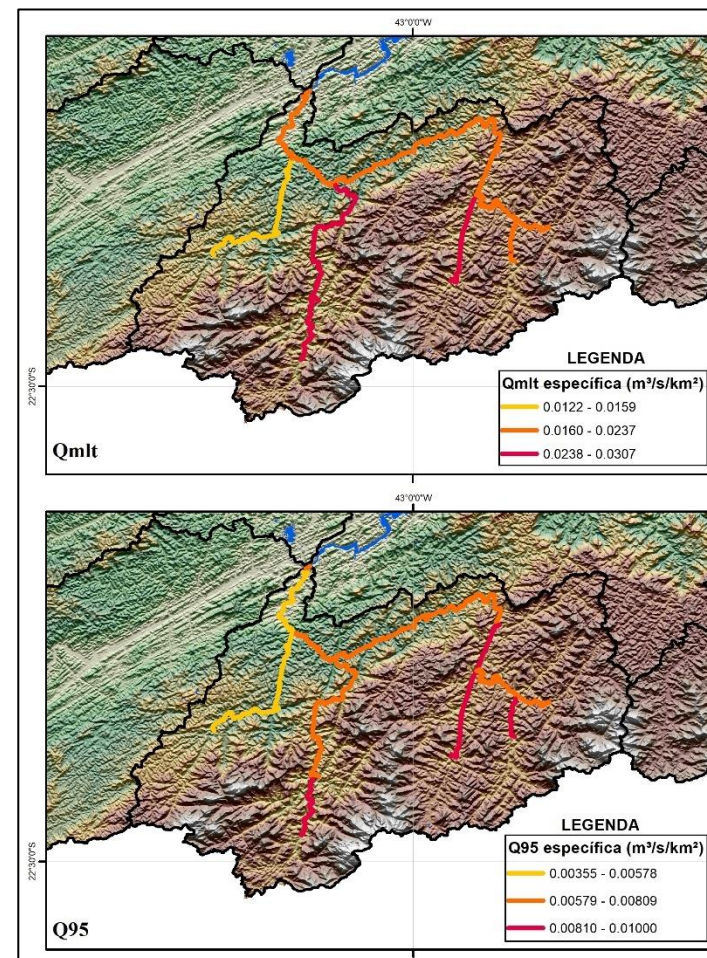 43°0'0"W
22°30'0"S
LEGENDA
Qmlt específica (m³/s/km²)
0.0122 - 0.0159
0.0160 - 0.0237
0.0238 - 0.0307
Qmlt
43°0'0"W
22°30'0"S
LEGENDA
Q95 específica (m³/s/km²)
0.00355 - 0.00578
0.00579 - 0.00809
0.00810 - 0.01000
Q95